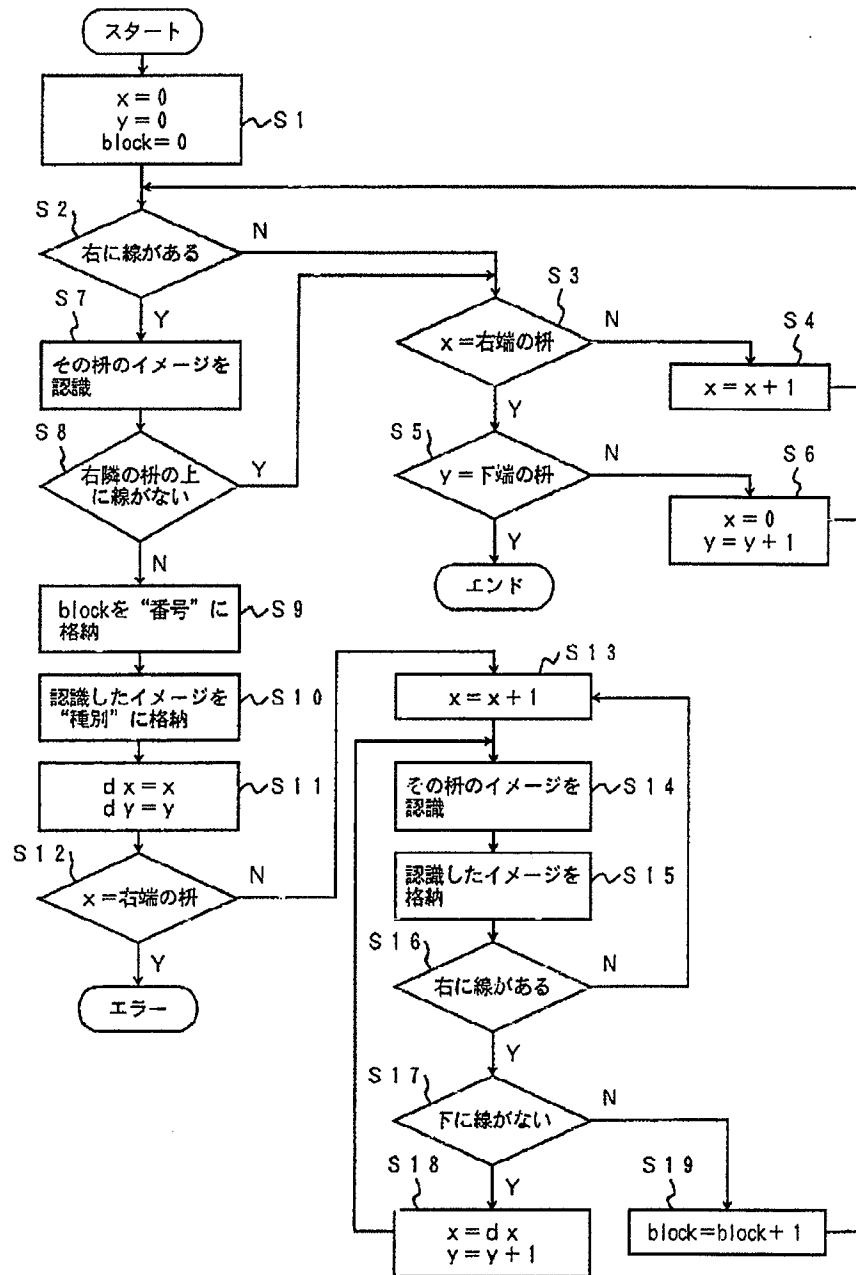 スタート
x = 0
y = 0
block= 0
S 1
S 2
右に線がある
N
Y
S 3
x =右端の枡
N
Y
S 4
x = x + 1
S 7
その枡のイメージを
認識
S 8
右隣の枡の上
に線がない
Y
N
S 5
y =下端の枡
N
Y
S 6
x = 0
y = y + 1
エンド
blockを“番号”に
格納
S 9
認識したイメージを
“種別”に格納
S 1 0
d x = x
d y = y
S 1 1
S 1 2
x =右端の枡
N
Y
エラー
S 1 3
x = x + 1
その枡のイメージを
認識
S 1 4
認識したイメージを
格納
S 1 5
S 1 6
右に線がある
N
Y
S 1 7
下に線がない
N
Y
S 1 8
x = d x
y = y + 1
S 1 9
block=block+ 1